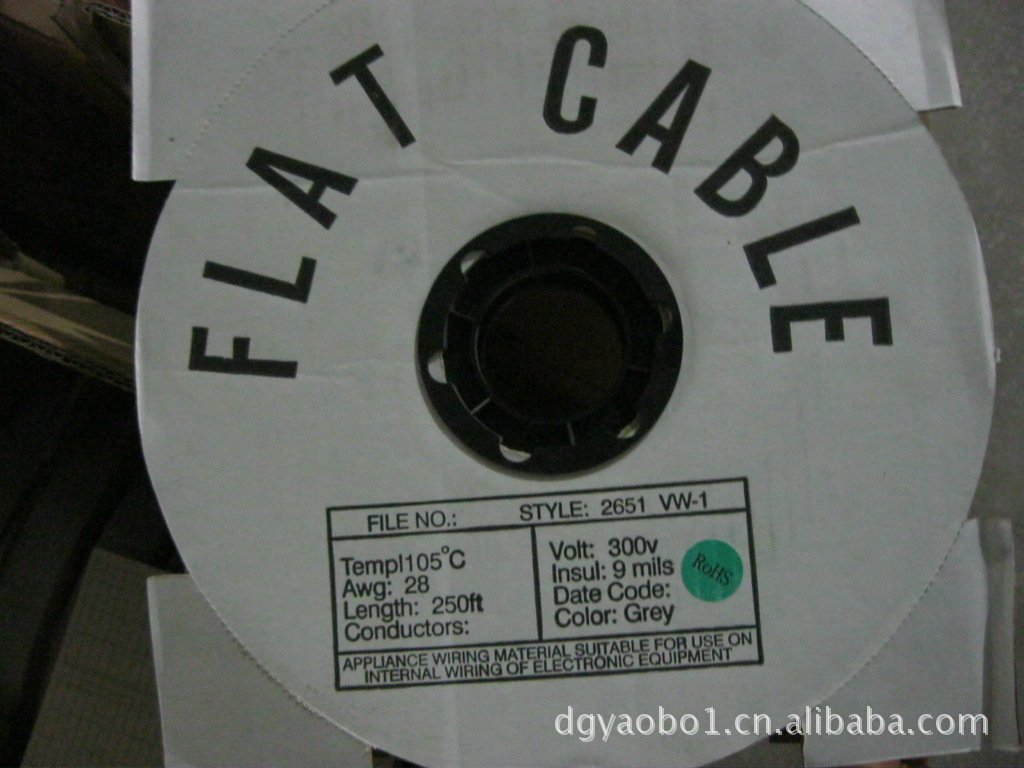 FLAT CABLE
FILE NO.: STYLE: 2651 VW-1
Templ105°C
Awg: 28
Length: 250ft
Conductors:
Volt: 300v
Insul: 9 mils
Date Code:
Color: Grey
RoHS
APPLIANCE WIRING MATERIAL SUITABLE FOR USE ON
INTERNAL WIRING OF ELECTRONIC EQUIPMENT
dgyaobo1.cn.alibaba.com